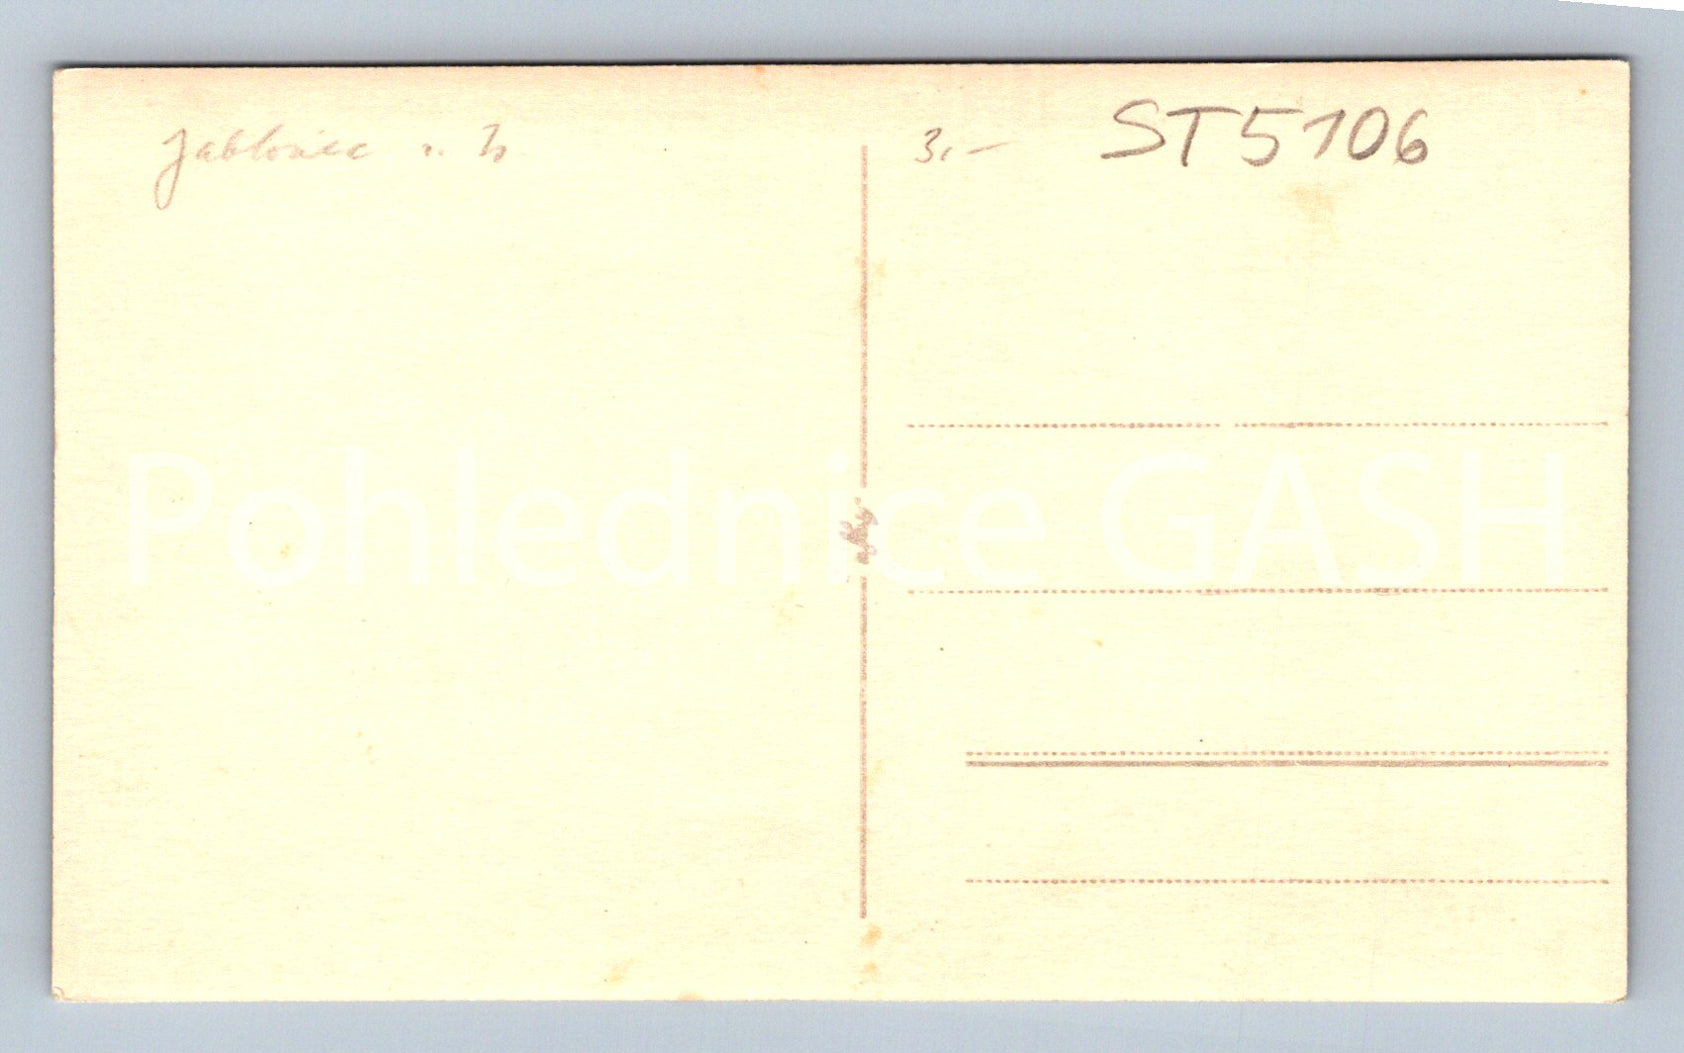 Jablonec n. N 3,- ST5106
Pohlednice GASH